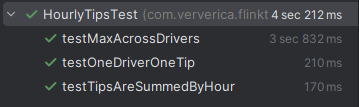 HourlyTipsTest (com.ververica.flinkt 4 sec 212 ms
testMaxAcrossDrivers 3 sec 832 ms
testOneDriverOneTip 210 ms
testTipsAreSummedByHour 170 ms